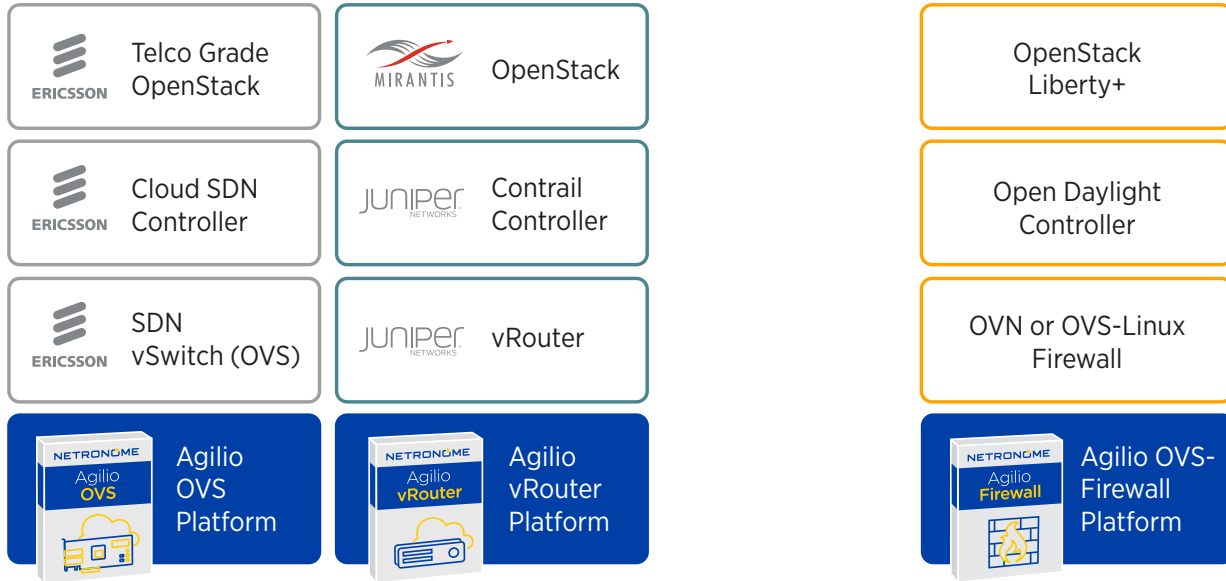 ERICSSON
Telco Grade
OpenStack
MIRANTIS
OpenStack
OpenStack
Liberty+
ERICSSON
Cloud SDN
Controller
JUNIPER
NETWORKS
Contrail
Controller
Open Daylight
Controller
ERICSSON
SDN
vSwitch (OVS)
JUNIPER
NETWORKS
vRouter
OVN or OVS-Linux
Firewall
NETRONOME
Agilio
OVS
Agilio
OVS
Platform
NETRONOME
Agilio
vRouter
Agilio
vRouter
Platform
NETRONOME
Agilio
Firewall
Agilio OVS-
Firewall
Platform